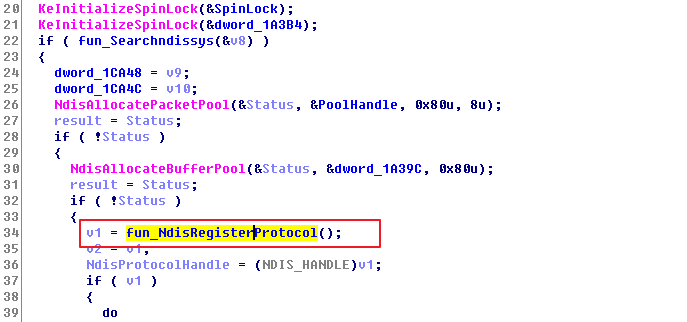 20 KeInitializeSpinLock(&SpinLock);
21 KeInitializeSpinLock(&dword_1A3B4);
22 if ( fun_Searchndissys(&v8) )
23 {
24 dword_1CA48 = v9;
25 dword_1CA4C = v10;
26 NdisAllocatePacketPool(&Status, &PoolHandle, 0x80u, 8u);
27 result = Status;
28 if ( !Status )
29 {
30 NdisAllocateBufferPool(&Status, &dword_1A39C, 0x80u);
31 result = Status;
32 if ( !Status )
33 {
34 v1 = fun_NdisRegisterProtocol();
35 v2 = v1;
36 NdisProtocolHandle = (NDIS_HANDLE)v1;
37 if ( v1 )
38 {
39 do